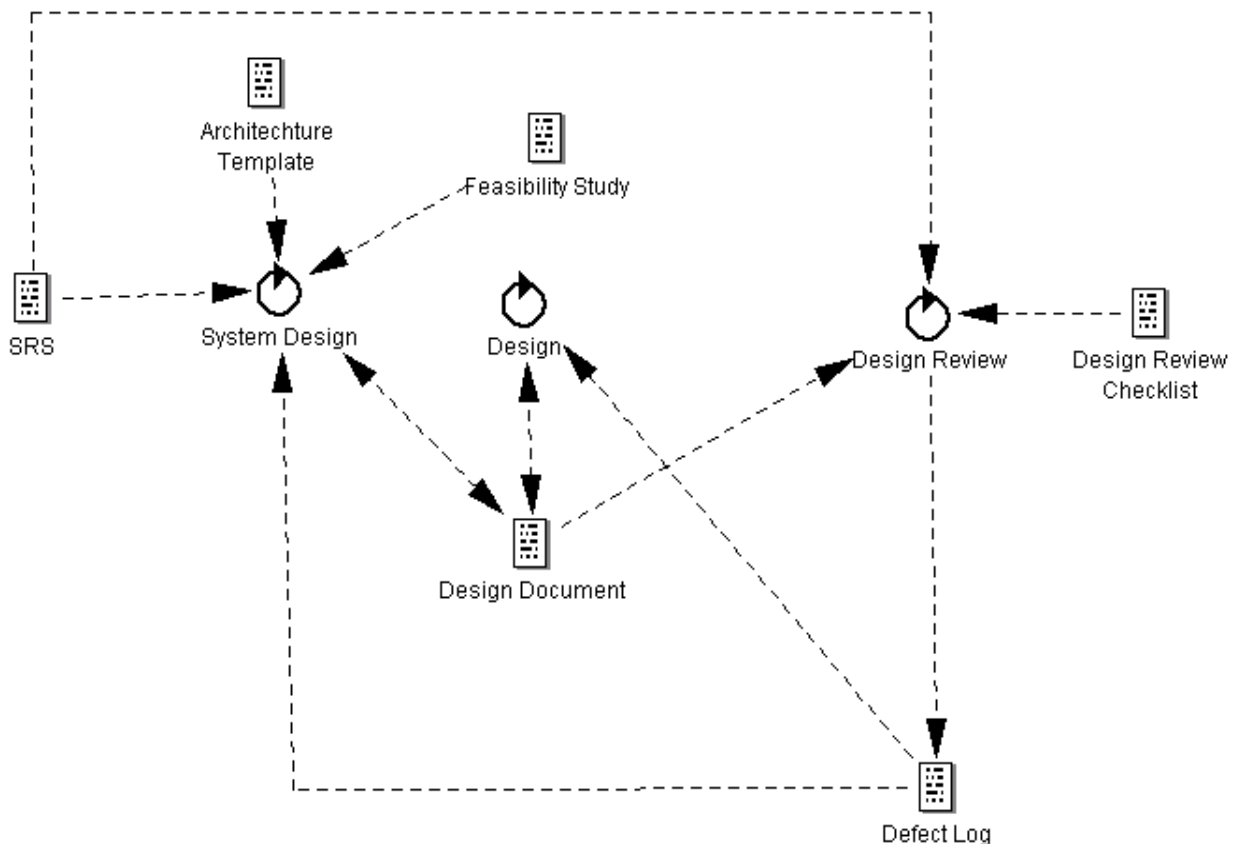 Architechture
Template
Feasibility Study
SRS
System Design
Design
Design Review
Design Review
Checklist
Design Document
Defect Log